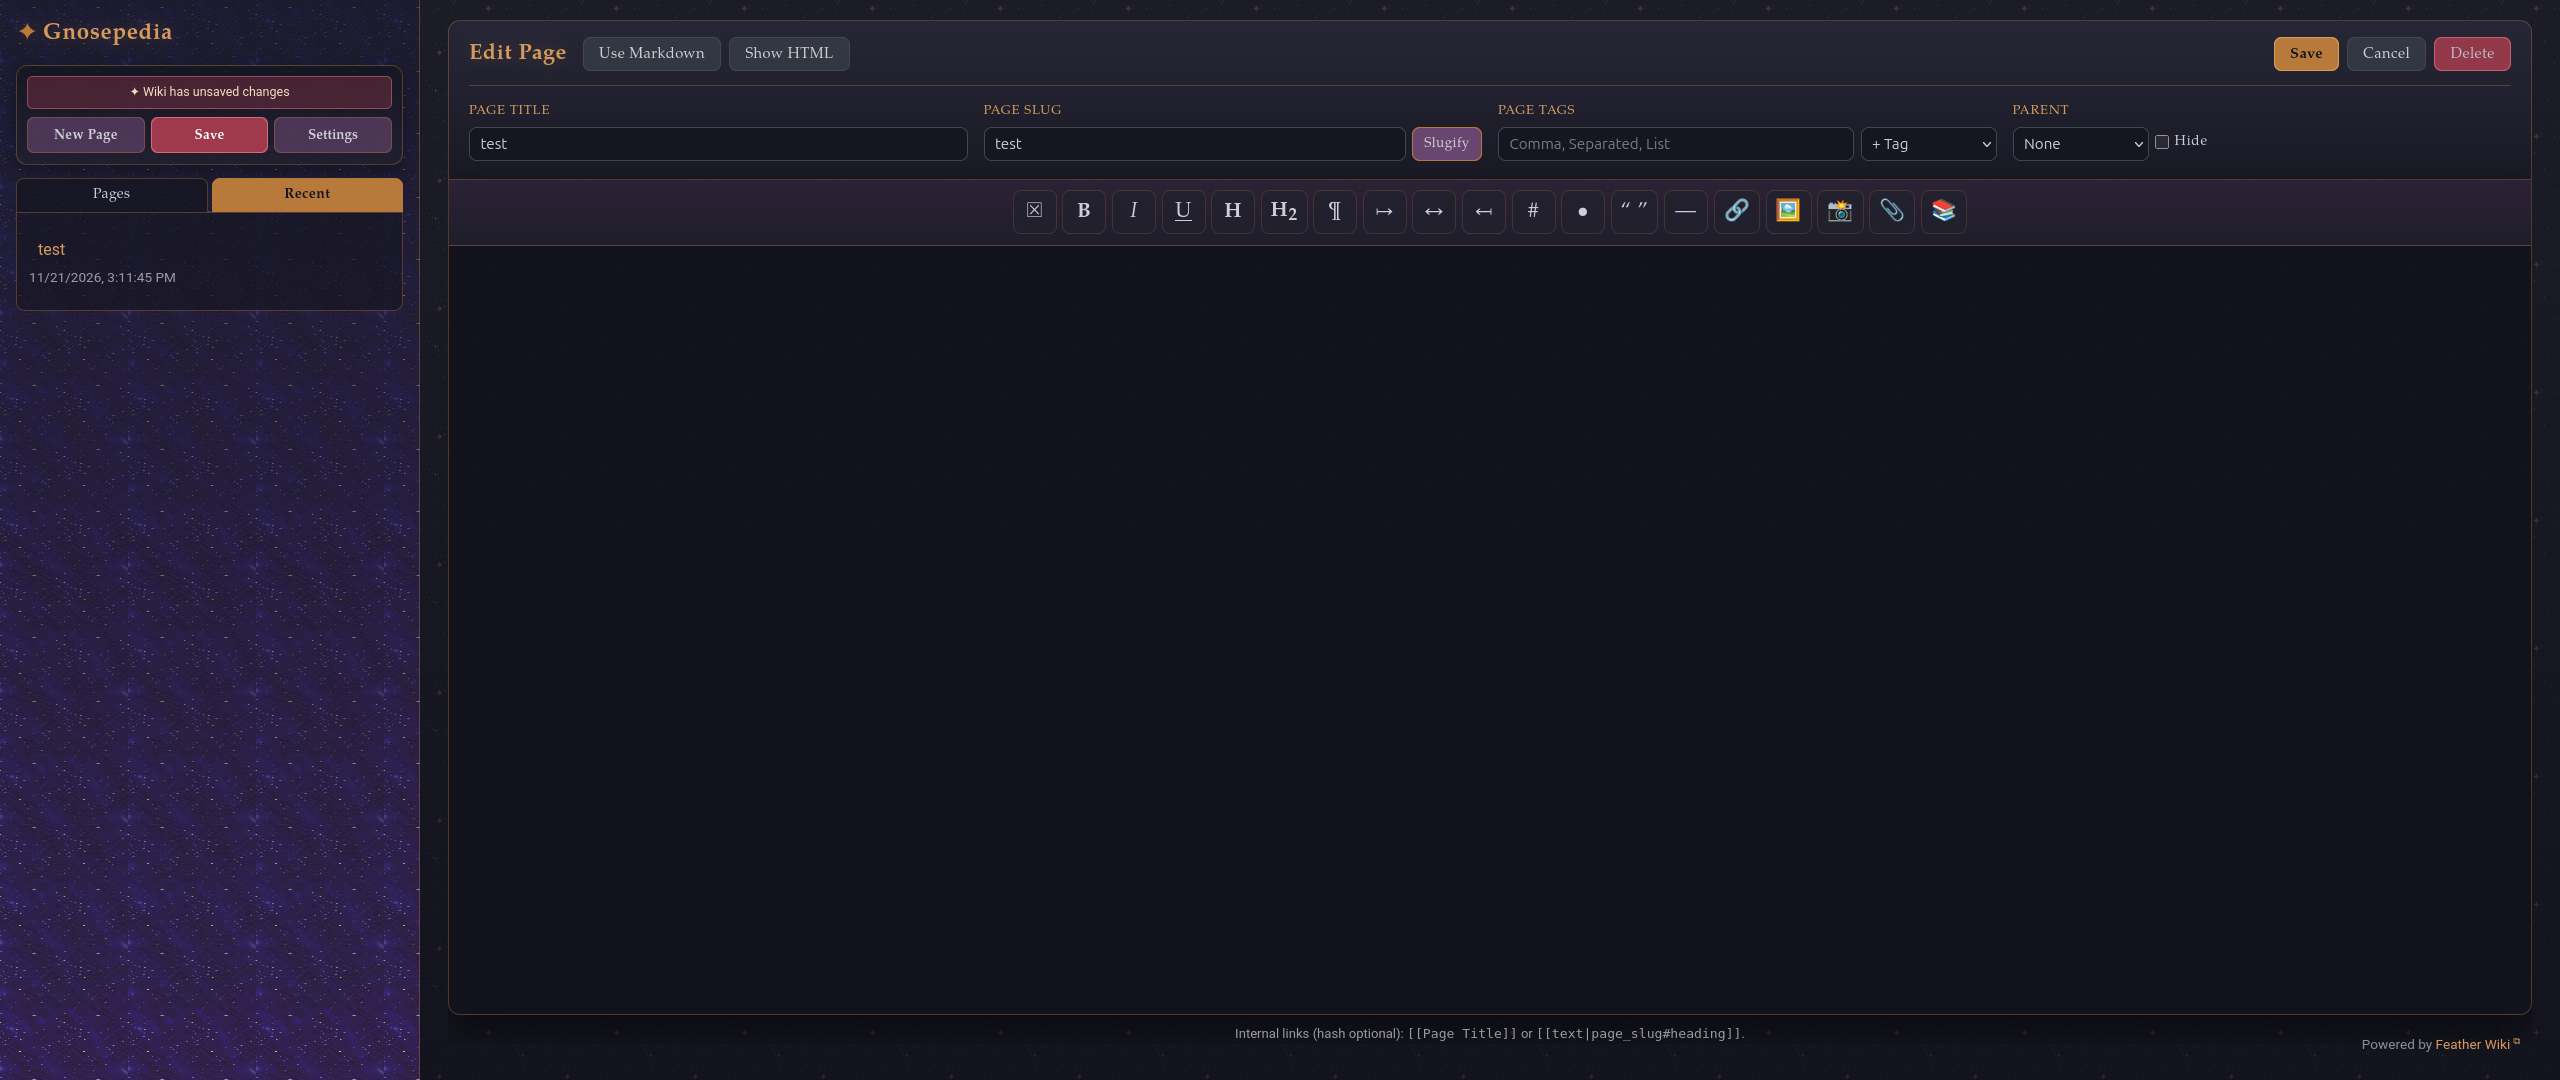 ✦ Gnosepedia
✦ Wiki has unsaved changes
New Page Save Settings
Pages Recent
test
11/21/2026, 3:11:45 PM
Edit Page Use Markdown Show HTML Save Cancel Delete
PAGE TITLE PAGE SLUG PAGE TAGS PARENT
test test Slugify Comma, Separated, List + Tag None Hide
☒ B I U H H2 ¶ ↦ ↔ ↤ # ● “ ” —
Internal links (hash optional): [[Page Title]] or [[text|page_slug#heading]].
Powered by Feather Wiki ⧉